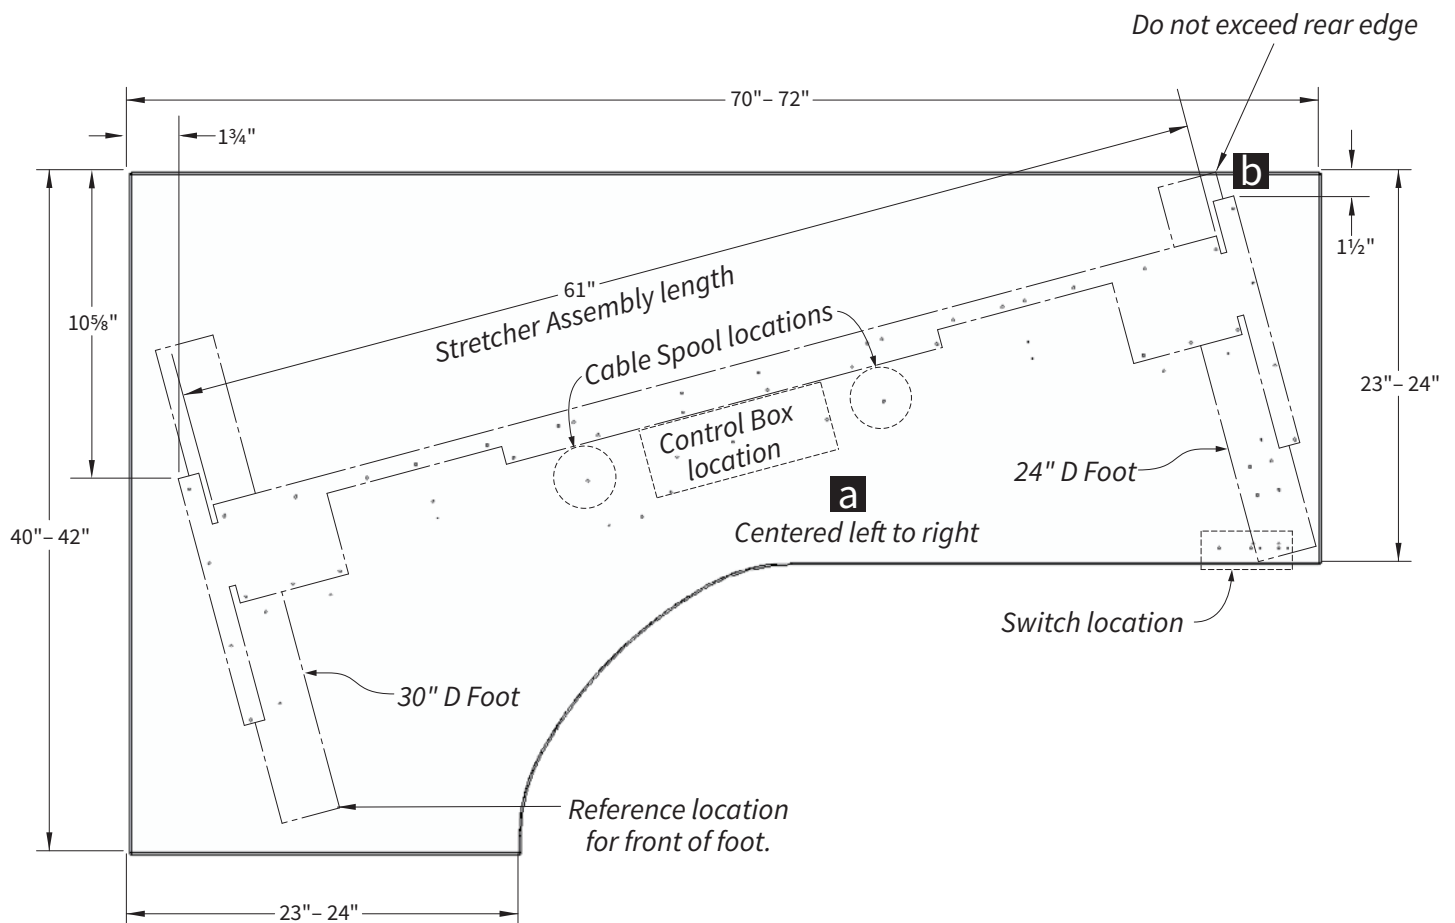 Do not exceed rear edge
70"– 72"
1¾"
b
1½"
10⅝"
61"
Stretcher Assembly length
Cable Spool locations
23"– 24"
Control Box
location
24" D Foot
a
Centered left to right
40"– 42"
Switch location
30" D Foot
Reference location
for front of foot.
23"– 24"